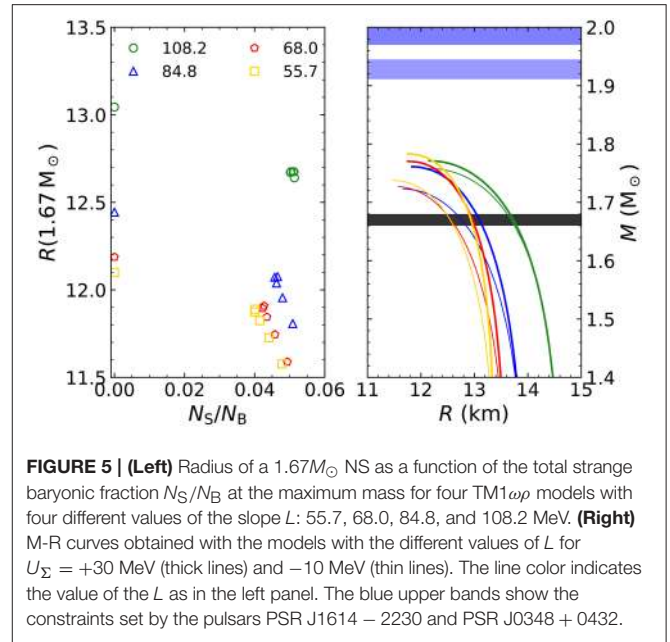 108.2
68.0
84.8
55.7
13.5
13.0
12.5
12.0
11.5
R(1.67 M⊙)
0.00 0.02 0.04 0.06
N_S/N_B
2.0
1.9
1.8
1.7
1.6
1.5
1.4
M (M⊙)
11 12 13 14 15
R (km)
FIGURE 5 | (Left) Radius of a 1.67M⊙ NS as a function of the total strange
baryonic fraction N_S/N_B at the maximum mass for four TM1ωρ models with
four different values of the slope L: 55.7, 68.0, 84.8, and 108.2 MeV. (Right)
M-R curves obtained with the models with the different values of L for
U_Σ = +30 MeV (thick lines) and −10 MeV (thin lines). The line color indicates
the value of the L as in the left panel. The blue upper bands show the
constraints set by the pulsars PSR J1614 − 2230 and PSR J0348 + 0432.